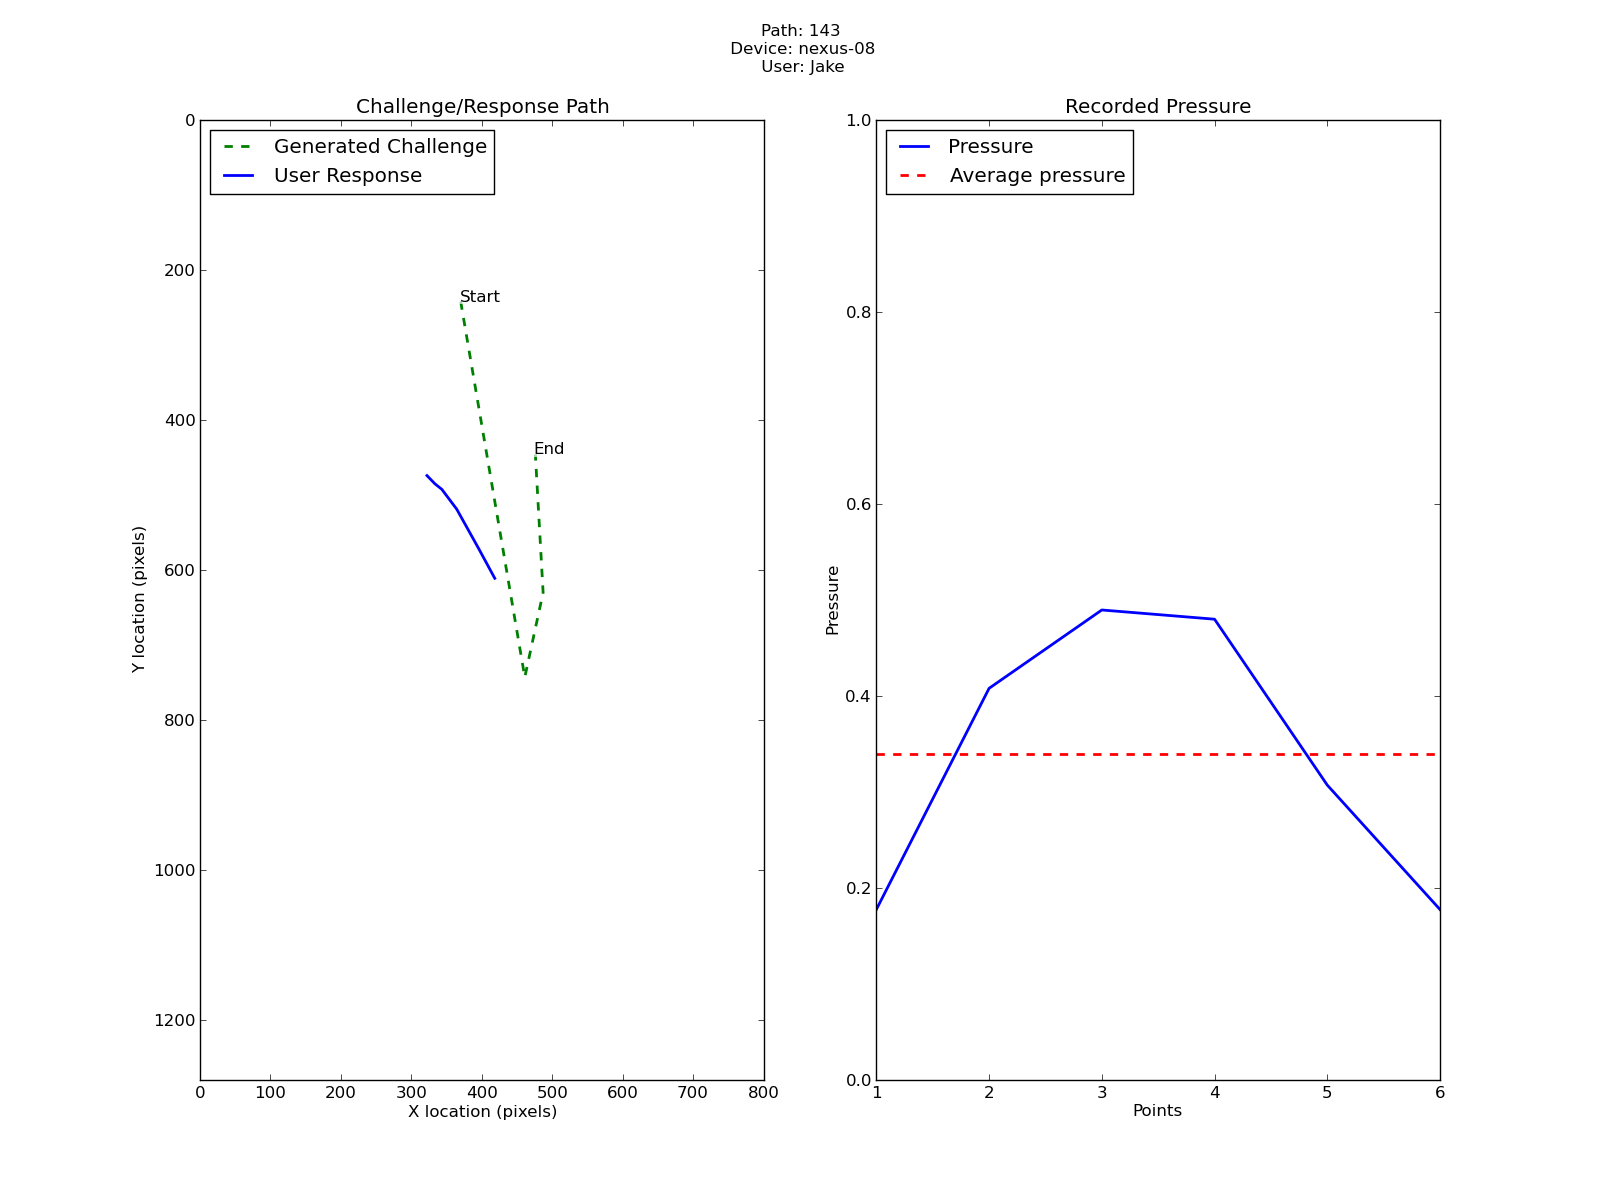 Path: 143
Device: nexus-08
User: Jake
Challenge/Response Path
Generated Challenge
User Response
Start
End
0
200
400
600
800
1000
1200
Y location (pixels)
0 100 200 300 400 500 600 700 800
X location (pixels)
Recorded Pressure
Pressure
Average pressure
1.0
0.8
0.6
0.4
0.2
0.0
Pressure
1 2 3 4 5 6
Points